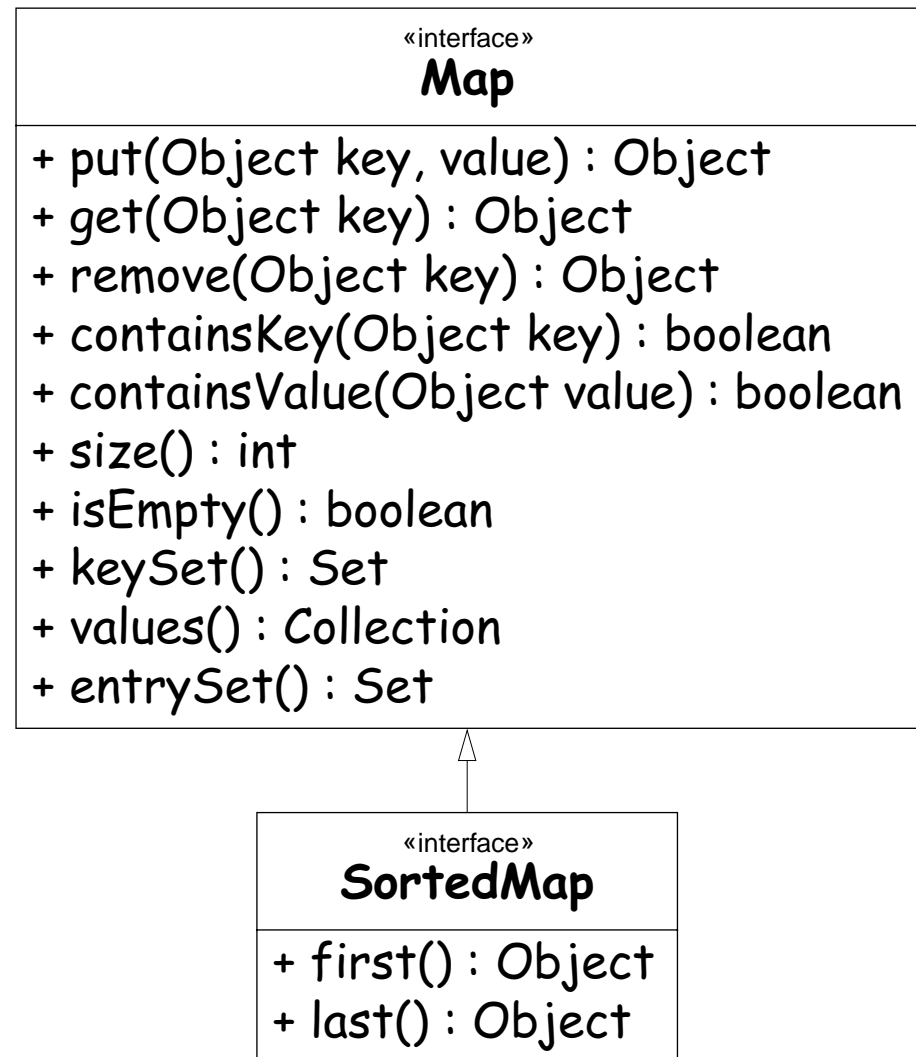 «interface»
Map
+ put(Object key, value) : Object
+ get(Object key) : Object
+ remove(Object key) : Object
+ containsKey(Object key) : boolean
+ containsValue(Object value) : boolean
+ size() : int
+ isEmpty() : boolean
+ keySet() : Set
+ values() : Collection
+ entrySet() : Set
«interface»
SortedMap
+ first() : Object
+ last() : Object